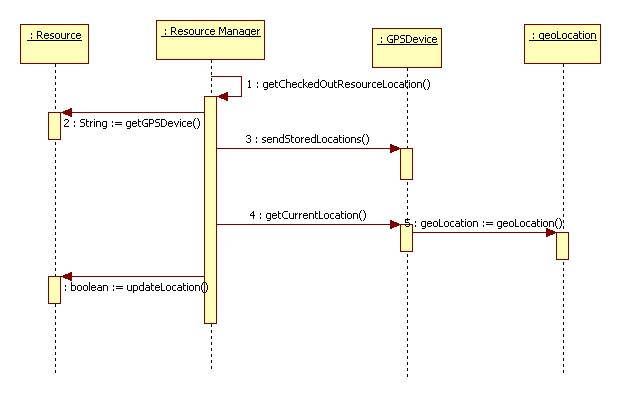 : Resource
: Resource Manager
: GPSDevice
: geoLocation
1 : getCheckedOutResourceLocation()
2 : String := getGPSDevice()
3 : sendStoredLocations()
4 : getCurrentLocation()
5 : geoLocation := geoLocation()
: boolean := updateLocation()